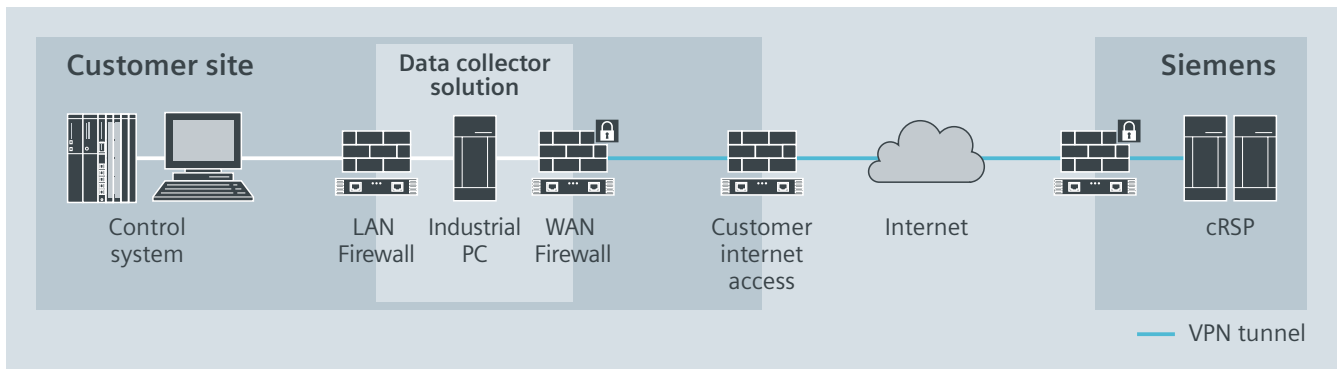 Customer site
Data collector
solution
Siemens
Control
system
LAN
Firewall
Industrial
PC
WAN
Firewall
Customer
internet
access
Internet
cRSP
VPN tunnel